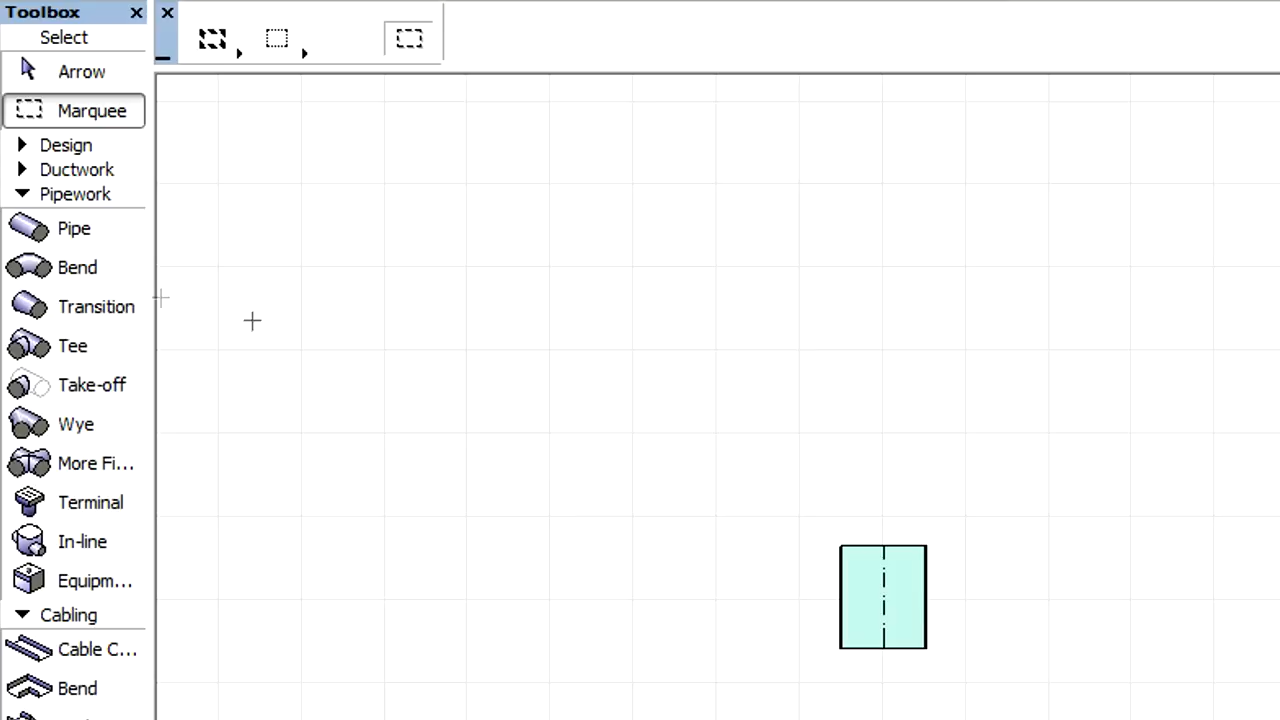 Toolbox
Select
Arrow
Marquee
Design
Ductwork
Pipework
Pipe
Bend
Transition
Tee
Take-off
Wye
More Fi...
Terminal
In-line
Equipm...
Cabling
Cable C...
Bend